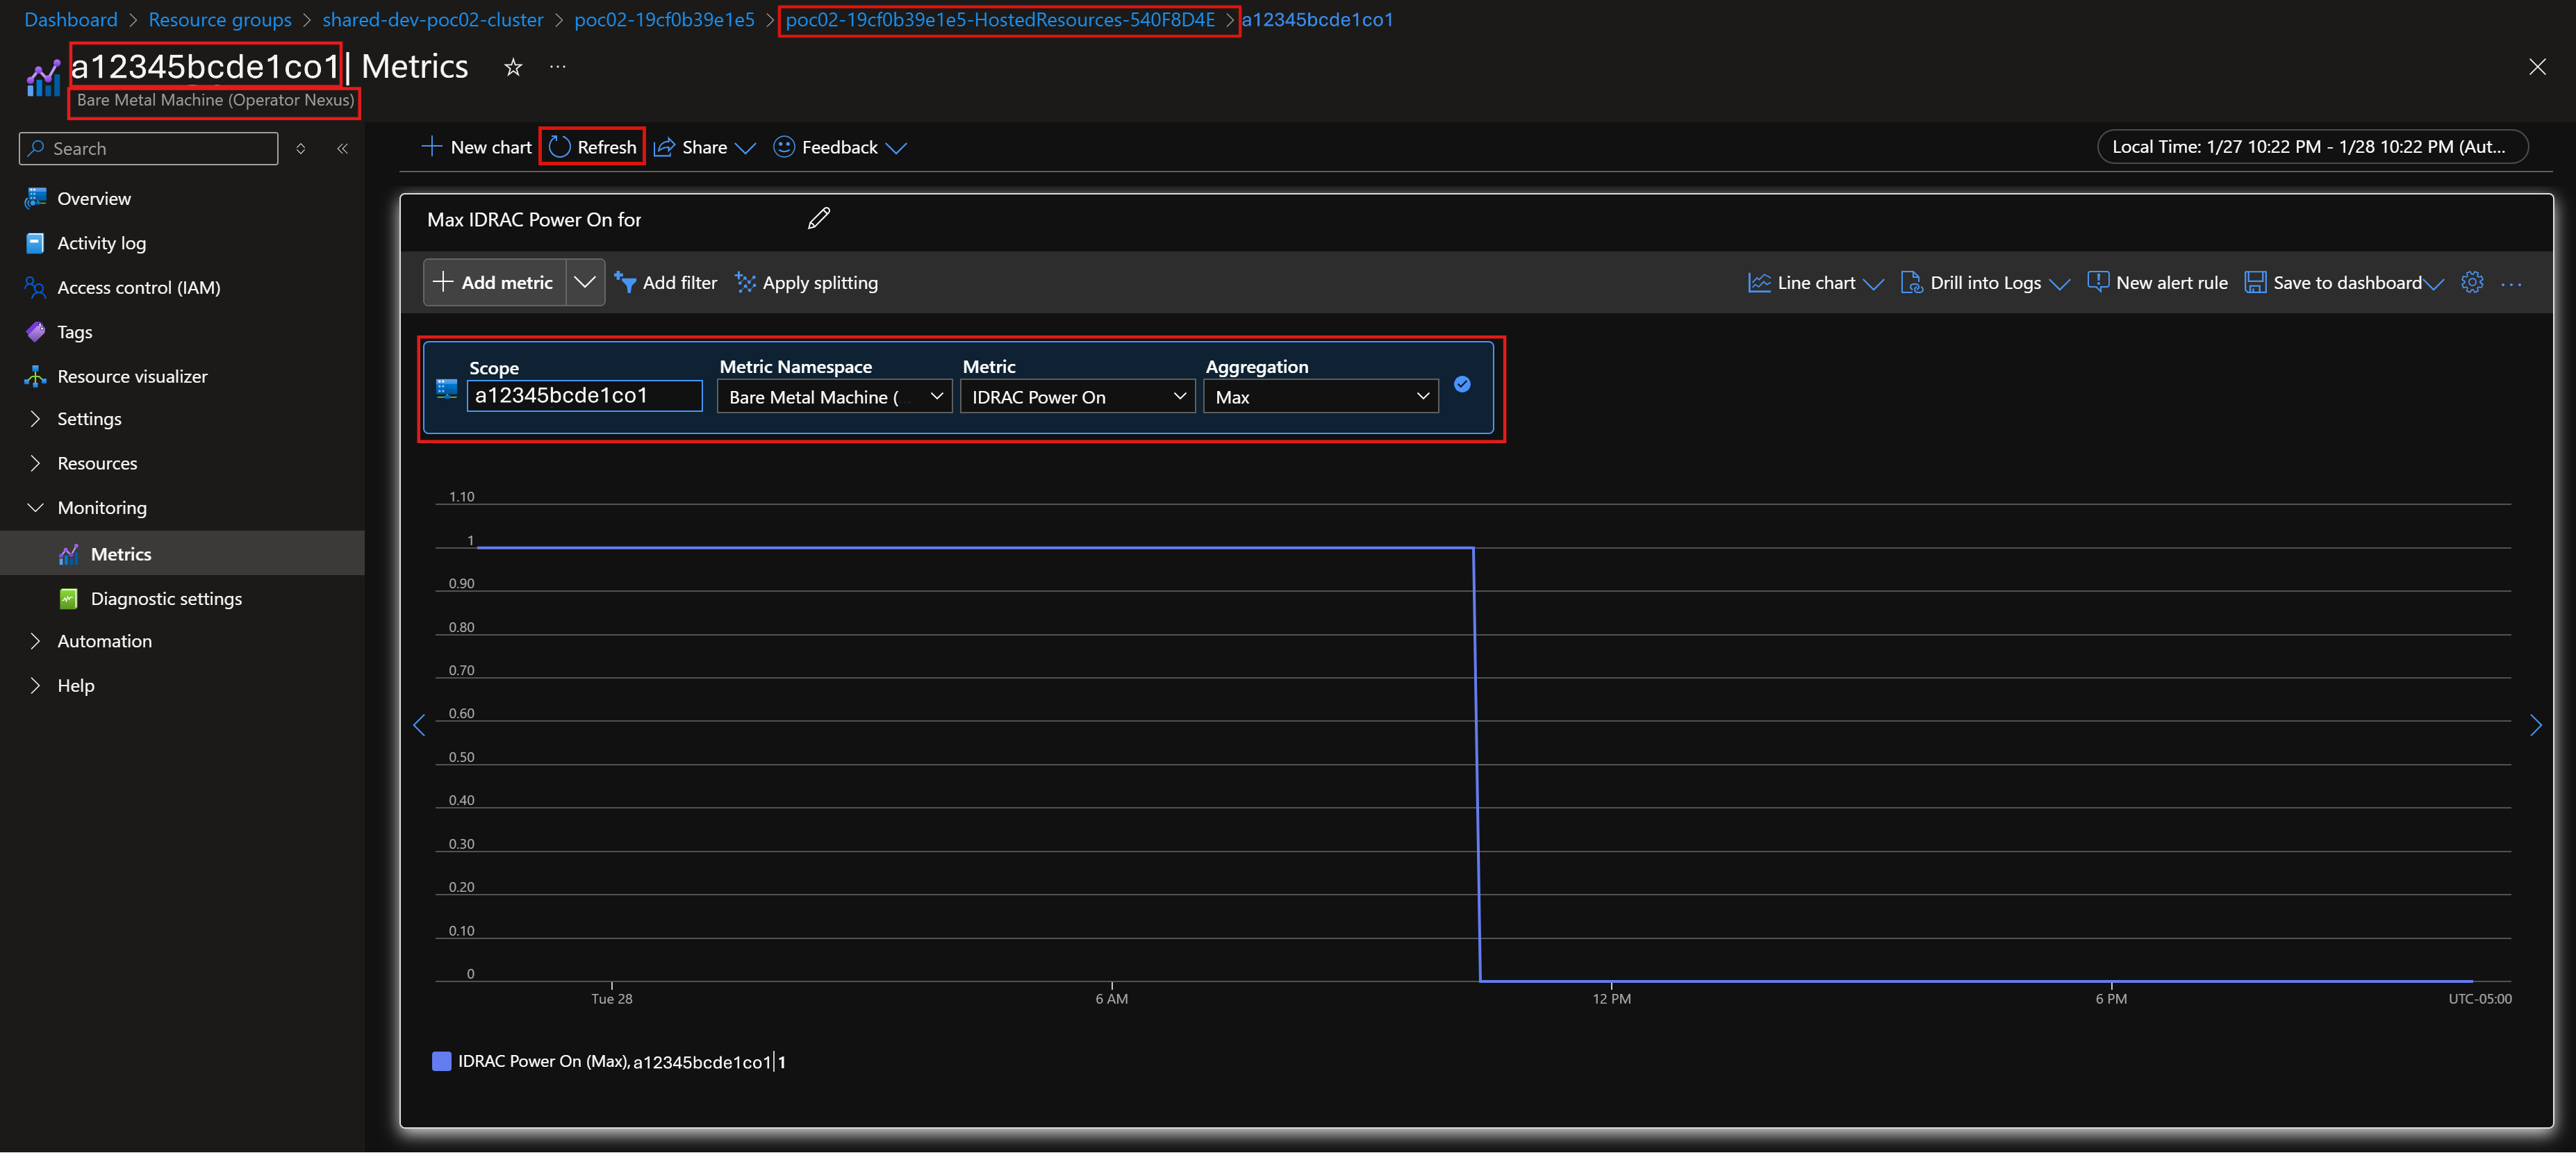 Dashboard > Resource groups > shared-dev-poc02-cluster > poc02-19cf0b39e1e5 > poc02-19cf0b39e1e5-HostedResources-540F8D4E > a12345bcde1co1
a12345bcde1co1 | Metrics ...
Bare Metal Machine (Operator Nexus)
Search
Overview
Activity log
Access control (IAM)
Tags
Resource visualizer
Settings
Resources
Monitoring
Metrics
Diagnostic settings
Automation
Help
New chart Refresh Share Feedback
Local Time: 1/27 10:22 PM - 1/28 10:22 PM (Aut...
Max IDRAC Power On for
Add metric Add filter Apply splitting Line chart Drill into Logs New alert rule Save to dashboard ...
Scope Metric Namespace Metric Aggregation
a12345bcde1co1 Bare Metal Machine ( IDRAC Power On Max
1.10
1
0.90
0.80
0.70
0.60
0.50
0.40
0.30
0.20
0.10
0
Tue 28 6 AM 12 PM 6 PM UTC-05:00
IDRAC Power On (Max), a12345bcde1co1 | 1